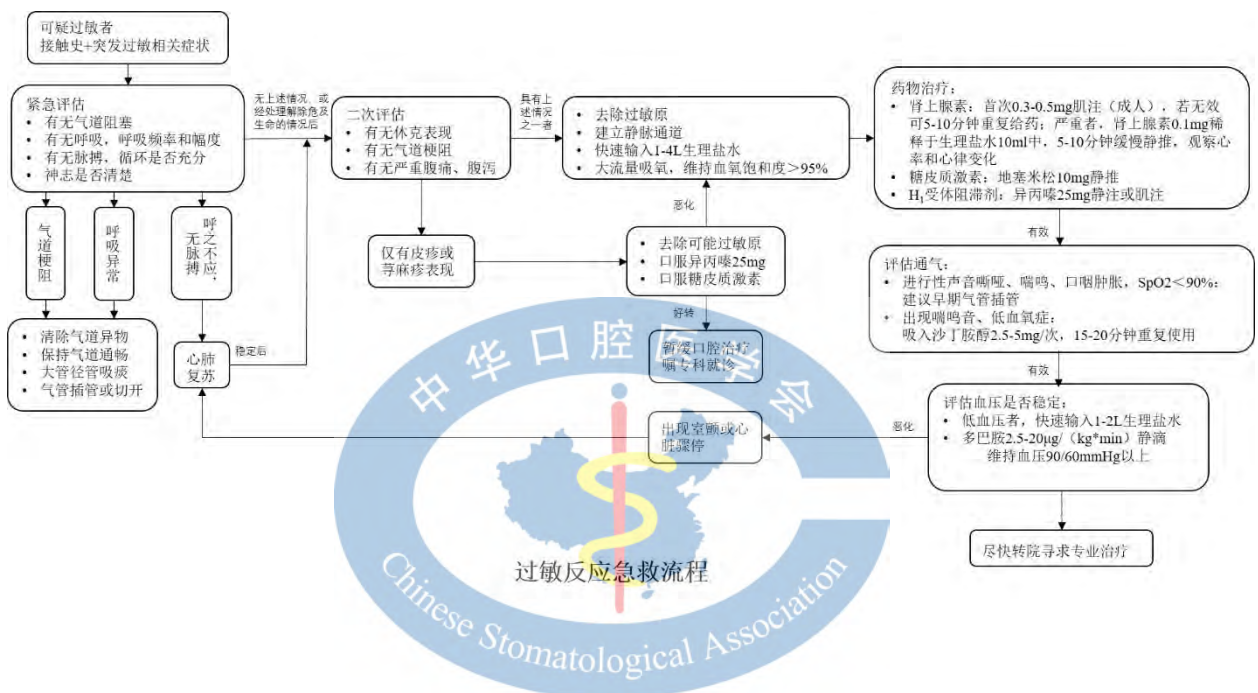 可疑过敏者
接触史+突发过敏相关症状
紧急评估
• 有无气道阻塞
• 有无呼吸，呼吸频率和幅度
• 有无脉搏，循环是否充分
• 神志是否清楚
无上述情况，或
经处理解除危及
生命的情况后
二次评估
• 有无休克表现
• 有无气道梗阻
• 有无严重腹痛、腹泻
具有上
述情况
之一者
• 去除过敏原
• 建立静脉通道
• 快速输入1-4L生理盐水
• 大流量吸氧，维持血氧饱和度＞95%
药物治疗：
• 肾上腺素：首次0.3-0.5mg肌注（成人），若无效
可5-10分钟重复给药；严重者，肾上腺素0.1mg稀
释于生理盐水10ml中，5-10分钟缓慢静推，观察心
率和心律变化
• 糖皮质激素：地塞米松10mg静推
• H₁受体阻滞剂：异丙嗪25mg静注或肌注
气道梗阻
呼吸异常
呼之不应，
无脉搏
• 清除气道异物
• 保持气道通畅
• 大管径管吸痰
• 气管插管或切开
心肺
复苏
稳定后
仅有皮疹或
荨麻疹表现
恶化
• 去除可能过敏原
• 口服异丙嗪25mg
• 口服糖皮质激素
好转
暂缓口腔治疗
嘱专科就诊
有效
评估通气：
• 进行性声音嘶哑、喘鸣、口咽肿胀，SpO2＜90%：
建议早期气管插管
• 出现喘鸣音、低血氧症：
吸入沙丁胺醇2.5-5mg/次，15-20分钟重复使用
有效
评估血压是否稳定：
• 低血压者，快速输入1-2L生理盐水
• 多巴胺2.5-20μg/（kg*min）静滴
维持血压90/60mmHg以上
恶化
出现室颤或心
脏骤停
尽快转院寻求专业治疗
过敏反应急救流程
中华口腔医学会
Chinese Stomatological Association